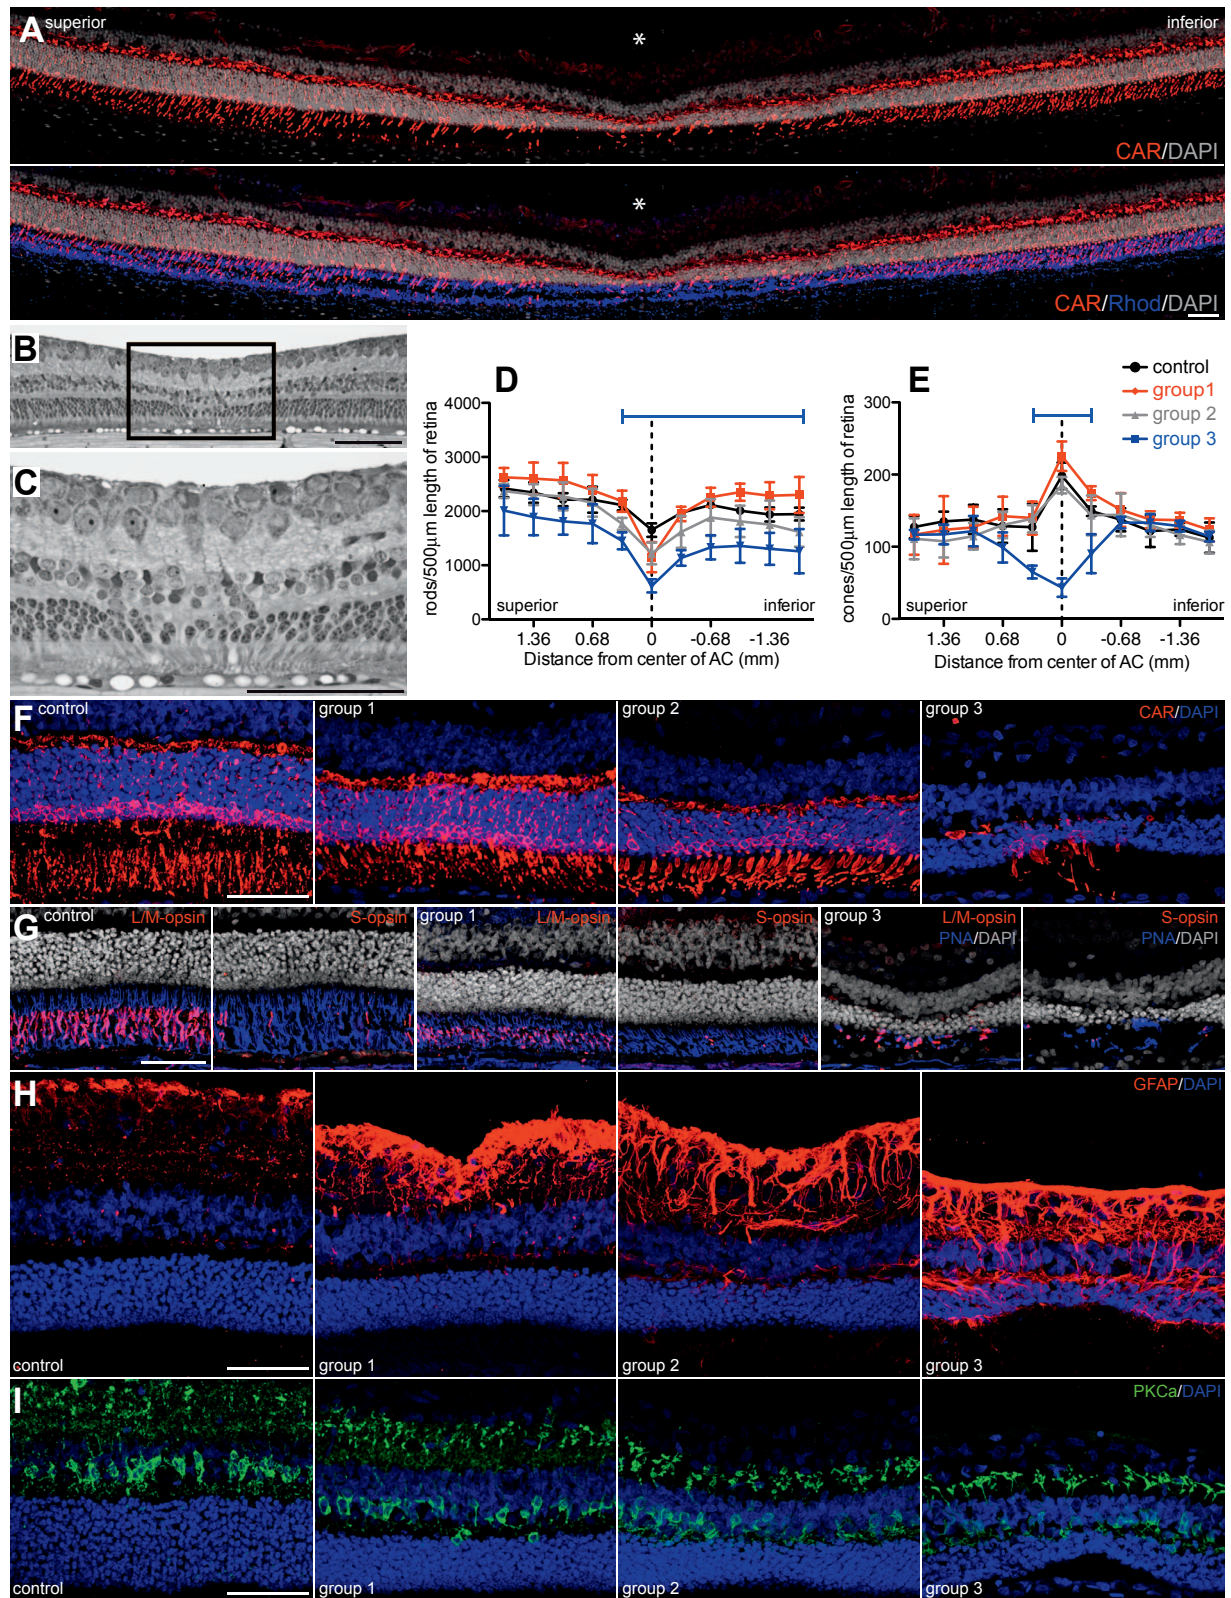 A superior inferior
*
CAR/DAPI
*
CAR/Rhod/DAPI
B
C
D
rods/500µm length of retina
4000
3000
2000
1000
0
superior inferior
1.36 0.68 0 -0.68 -1.36
Distance from center of AC (mm)
E
cones/500µm length of retina
300
200
100
0
superior inferior
1.36 0.68 0 -0.68 -1.36
Distance from center of AC (mm)
control
group1
group 2
group 3
F control group 1 group 2 group 3 CAR/DAPI
G control L/M-opsin S-opsin group 1 L/M-opsin S-opsin group 3 L/M-opsin S-opsin
PNA/DAPI PNA/DAPI
H GFAP/DAPI
control group 1 group 2 group 3
I PKCa/DAPI
control group 1 group 2 group 3